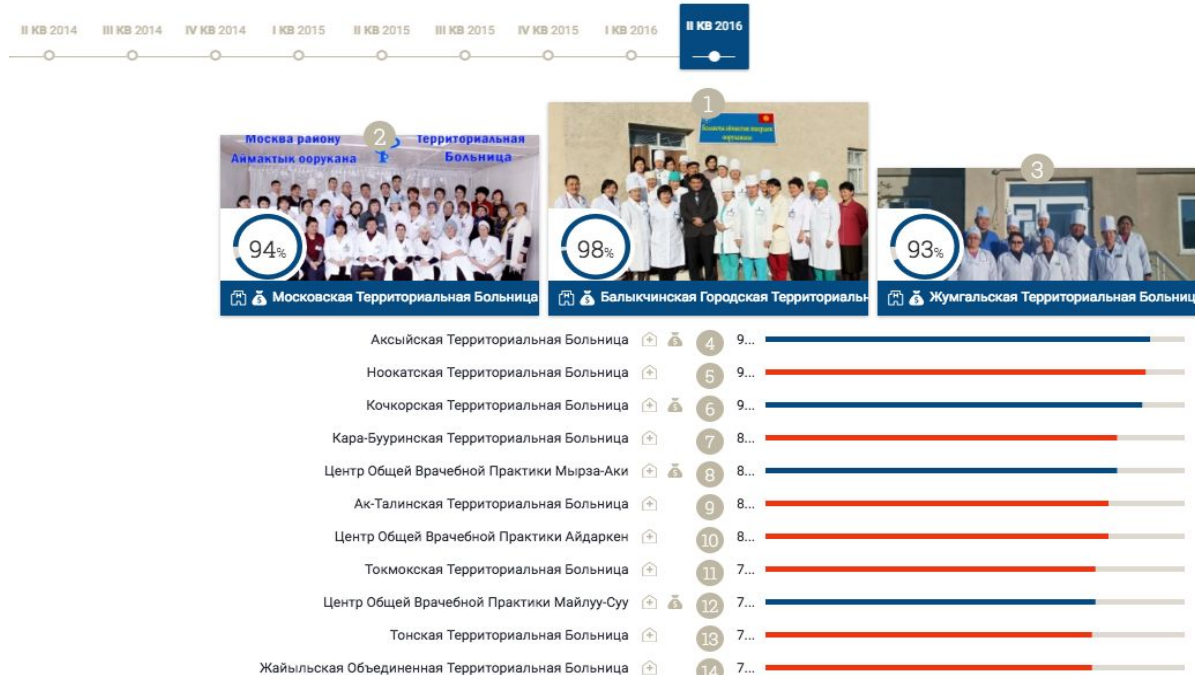 II КВ 2014 III КВ 2014 IV КВ 2014 I КВ 2015 II КВ 2015 III КВ 2015 IV КВ 2015 I КВ 2016 II КВ 2016
1
2
3
Москва району Территориальная
Аймактык оорукана Больница
94%
98%
93%
Московская Территориальная Больница
Балыкчинская Городская Территориальн
Жумгальская Территориальная Больниц
Аксыйская Территориальная Больница 4 9...
Ноокатская Территориальная Больница 5 9...
Кочкорская Территориальная Больница 6 9...
Кара-Бууринская Территориальная Больница 7 8...
Центр Общей Врачебной Практики Мырза-Аки 8 8...
Ак-Талинская Территориальная Больница 9 8...
Центр Общей Врачебной Практики Айдаркен 10 8...
Токмокская Территориальная Больница 11 7...
Центр Общей Врачебной Практики Майлуу-Суу 12 7...
Тонская Территориальная Больница 13 7...
Жайыльская Объединенная Территориальная Больница 14 7...